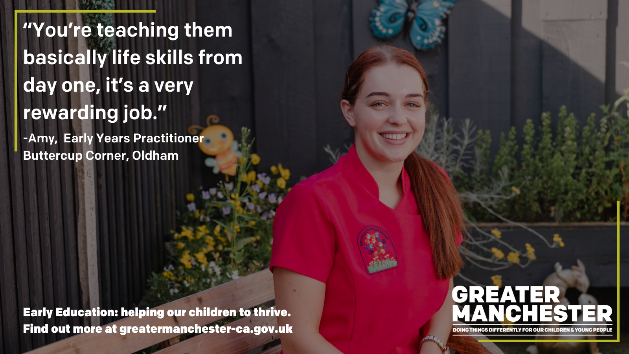 “You’re teaching them
basically life skills from
day one, it’s a very
rewarding job.”
-Amy,  Early Years Practitioner
Buttercup Corner, Oldham
Early Education: helping our children to thrive.
Find out more at greatermanchester-ca.gov.uk
GREATER
MANCHESTER
DOING THINGS DIFFERENTLY FOR OUR CHILDREN & YOUNG PEOPLE